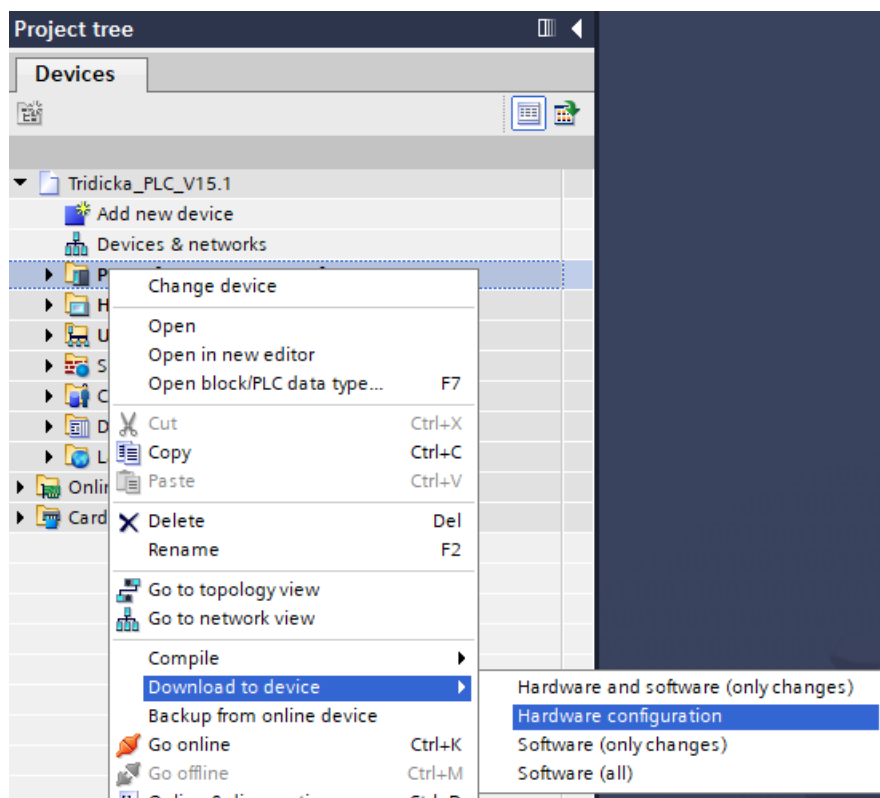 Project tree
Devices
Tridicka_PLC_V15.1
Add new device
Devices & networks
P
Change device
H
U
Open
S
Open in new editor
C
Open block/PLC data type... F7
D
Cut Ctrl+X
L
Copy Ctrl+C
Onlin
Paste Ctrl+V
Card
Delete Del
Rename F2
Go to topology view
Go to network view
Compile
Download to device
Hardware and software (only changes)
Backup from online device
Hardware configuration
Go online Ctrl+K
Software (only changes)
Go offline Ctrl+M
Software (all)